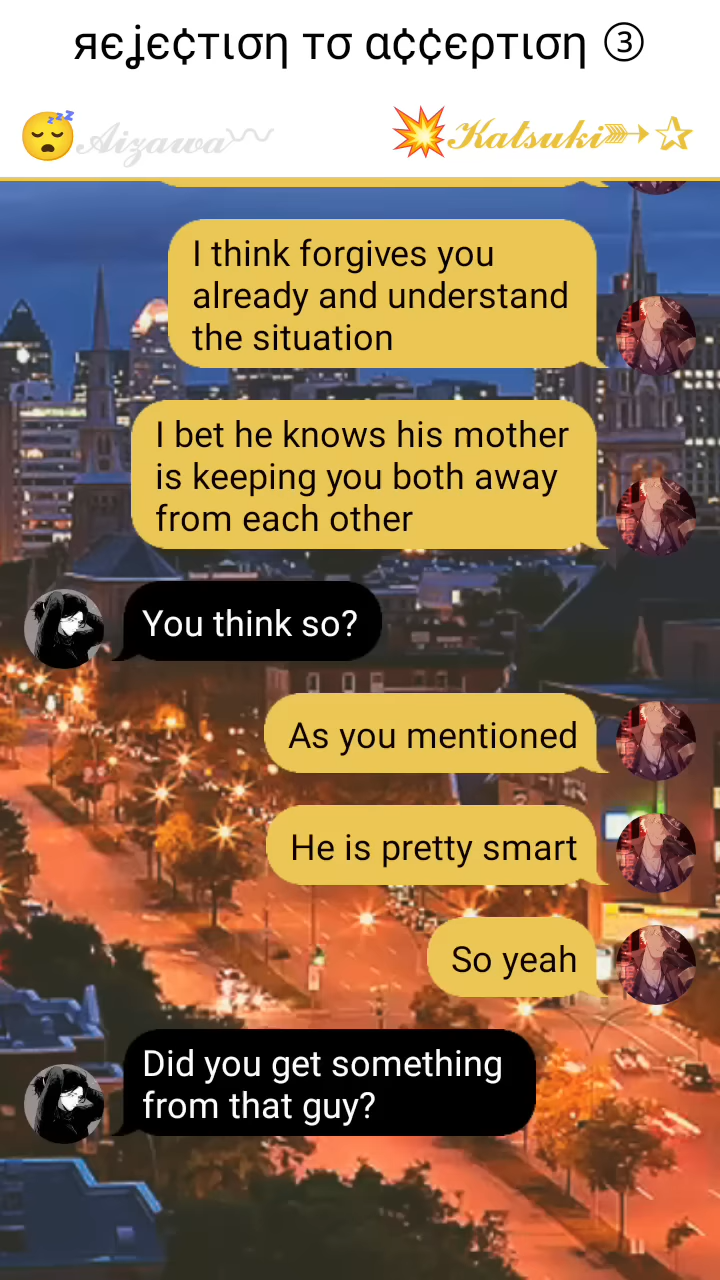 яєʝє¢тιση тσ α¢¢єρтιση ③
😴𝒜𝒾𝓏𝒶𝓌𝒶〰 💥𝓚𝓪𝓽𝓼𝓾𝓴𝓲➳☆
I think forgives you
already and understand
the situation
I bet he knows his mother
is keeping you both away
from each other
You think so?
As you mentioned
He is pretty smart
So yeah
Did you get something
from that guy?